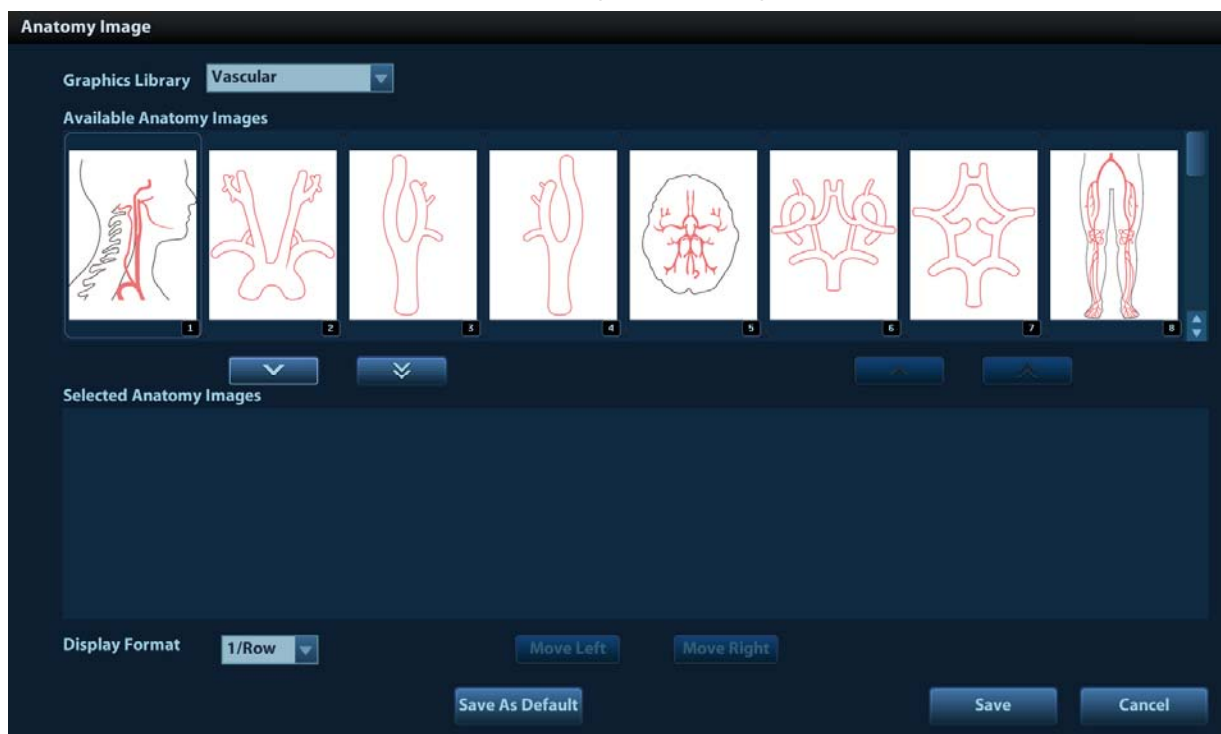 Anatomy Image
Graphics Library Vascular
Available Anatomy Images
1 2 3 4 5 6 7 8
Selected Anatomy Images
Display Format 1/Row Move Left Move Right
Save As Default Save Cancel